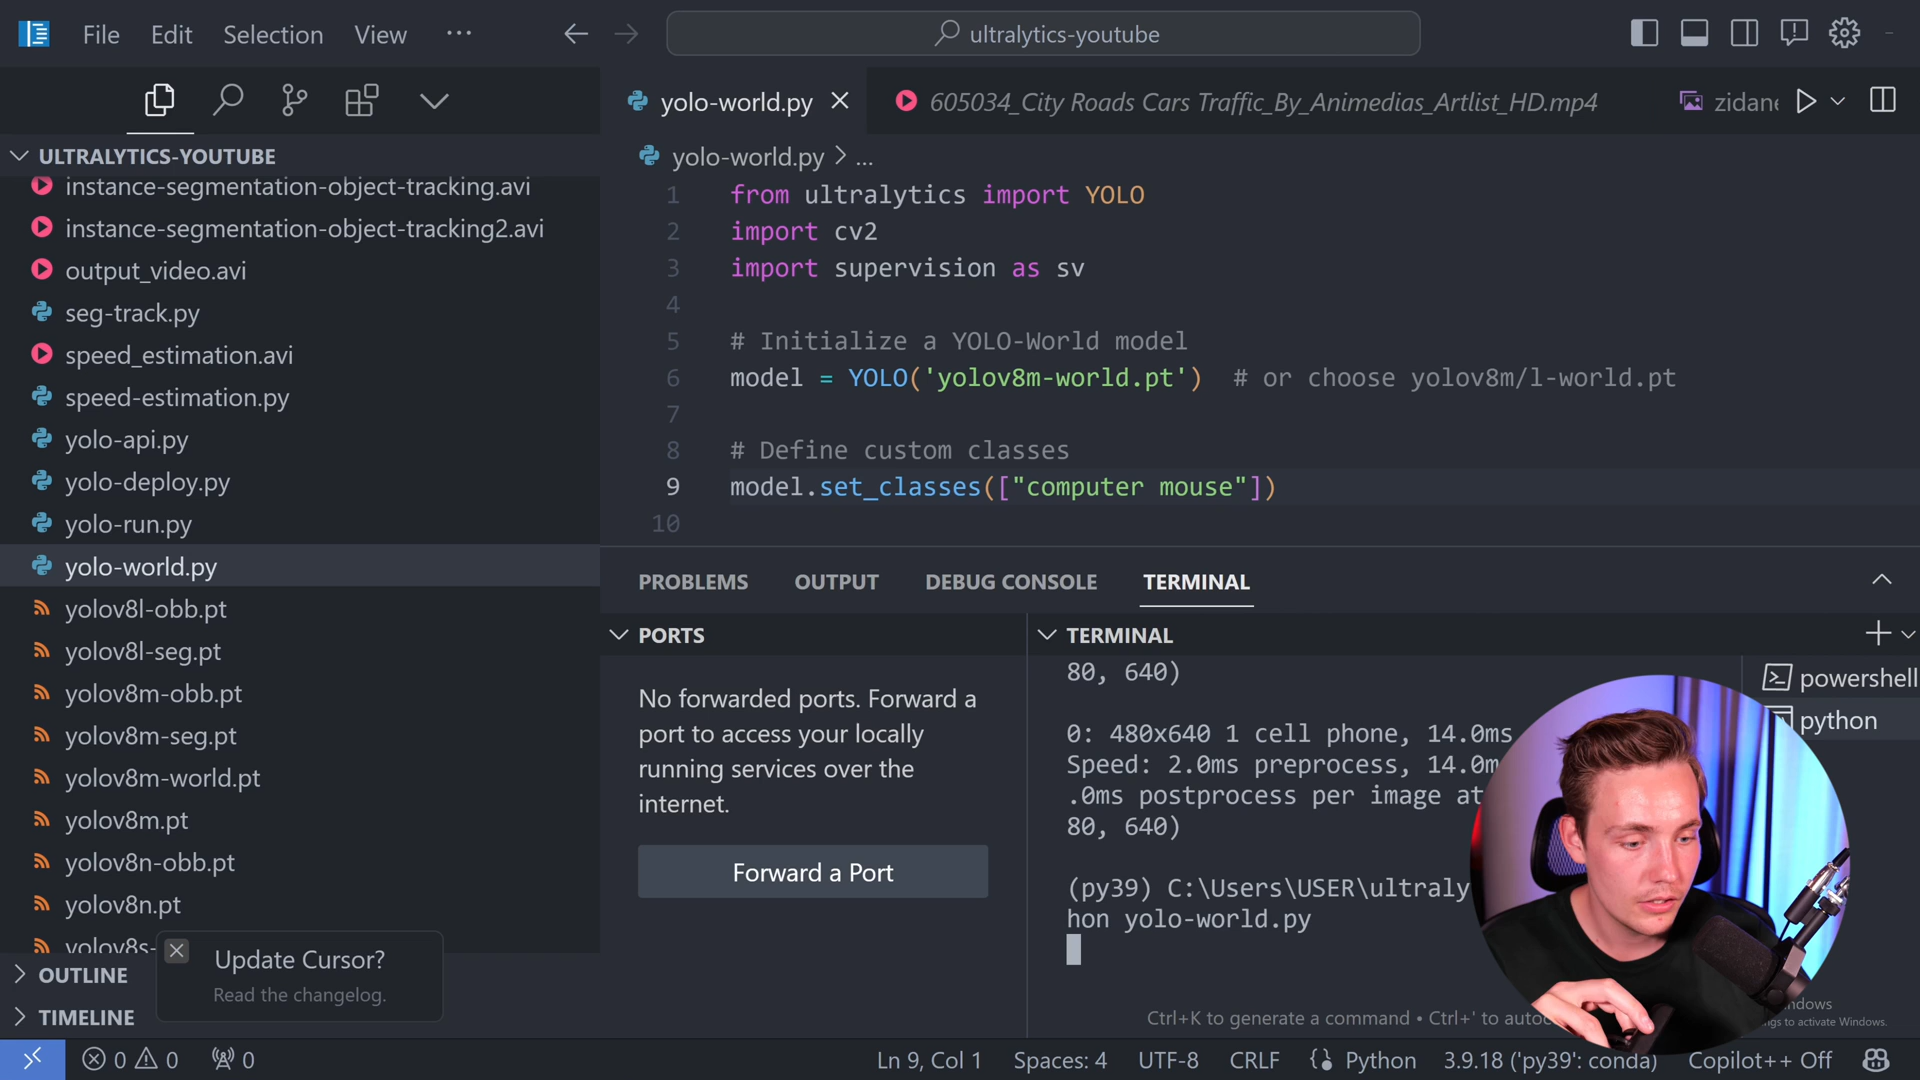 File Edit Selection View ...
ultralytics-youtube
ULTRALYTICS-YOUTUBE
instance-segmentation-object-tracking.avi
instance-segmentation-object-tracking2.avi
output_video.avi
seg-track.py
speed_estimation.avi
speed-estimation.py
yolo-api.py
yolo-deploy.py
yolo-run.py
yolo-world.py
yolov8l-obb.pt
yolov8l-seg.pt
yolov8m-obb.pt
yolov8m-seg.pt
yolov8m-world.pt
yolov8m.pt
yolov8n-obb.pt
yolov8n.pt
yolov8s-
Update Cursor?
Read the changelog.
OUTLINE
TIMELINE
yolo-world.py
605034_City Roads Cars Traffic_By_Animedias_Artlist_HD.mp4
zidane
yolo-world.py > ...
1 from ultralytics import YOLO
2 import cv2
3 import supervision as sv
4
5 # Initialize a YOLO-World model
6 model = YOLO('yolov8m-world.pt')  # or choose yolov8m/l-world.pt
7
8 # Define custom classes
9 model.set_classes(["computer mouse"])
10
PROBLEMS OUTPUT DEBUG CONSOLE TERMINAL
PORTS
No forwarded ports. Forward a
port to access your locally
running services over the
internet.
Forward a Port
TERMINAL
80, 640)
0: 480x640 1 cell phone, 14.0ms
Speed: 2.0ms preprocess, 14.0m
.0ms postprocess per image at
80, 640)
(py39) C:\Users\USER\ultraly
hon yolo-world.py
Ctrl+K to generate a command • Ctrl+' to autoc
powershell
python
ndows
ngs to activate Windows.
0 0 0
Ln 9, Col 1 Spaces: 4 UTF-8 CRLF Python 3.9.18 ('py39': conda) Copilot++ Off